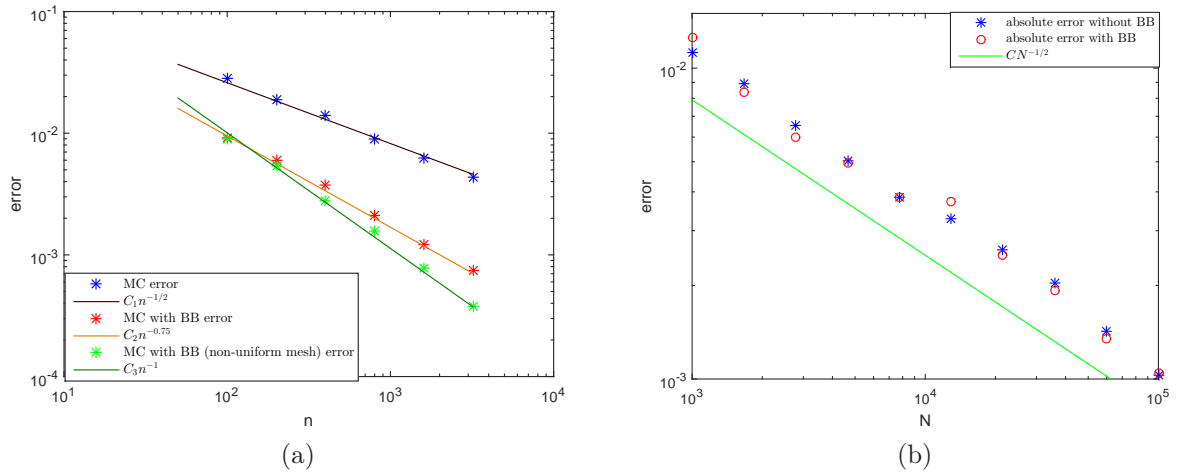 10^{-1}
10^{-2}
10^{-3}
10^{-4}
error
MC error
C_1 n^{-1/2}
MC with BB error
C_2 n^{-0.75}
MC with BB (non-uniform mesh) error
C_3 n^{-1}
10^1
10^2
10^3
10^4
n
(a)
10^{-2}
10^{-3}
error
absolute error without BB
absolute error with BB
CN^{-1/2}
10^3
10^4
10^5
N
(b)